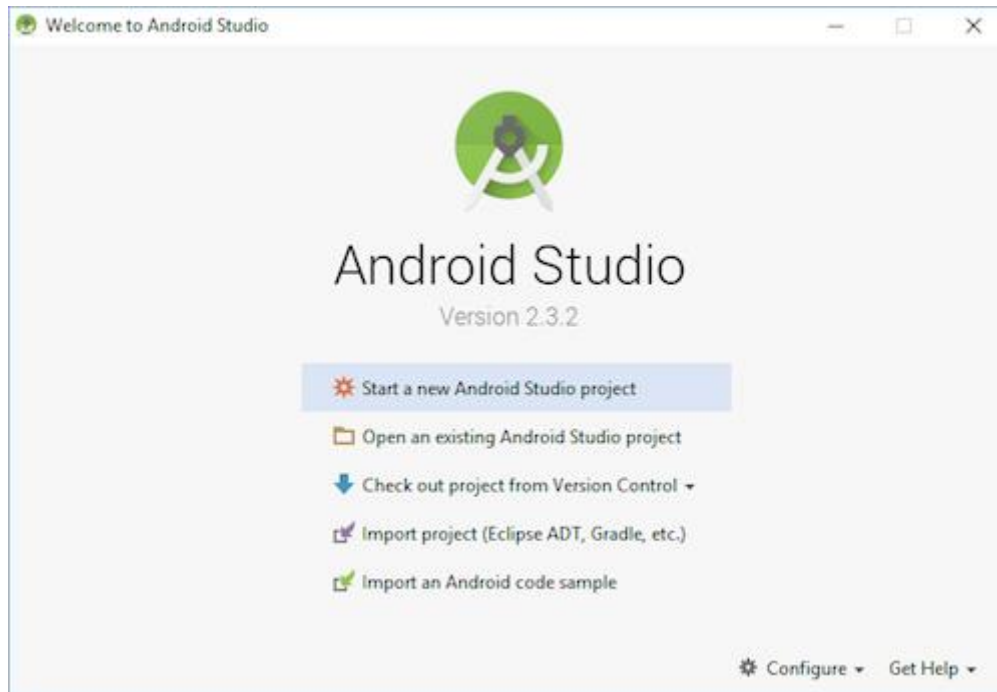 Welcome to Android Studio
Android Studio
Version 2.3.2
Start a new Android Studio project
Open an existing Android Studio project
Check out project from Version Control
Import project (Eclipse ADT, Gradle, etc.)
Import an Android code sample
Configure Get Help